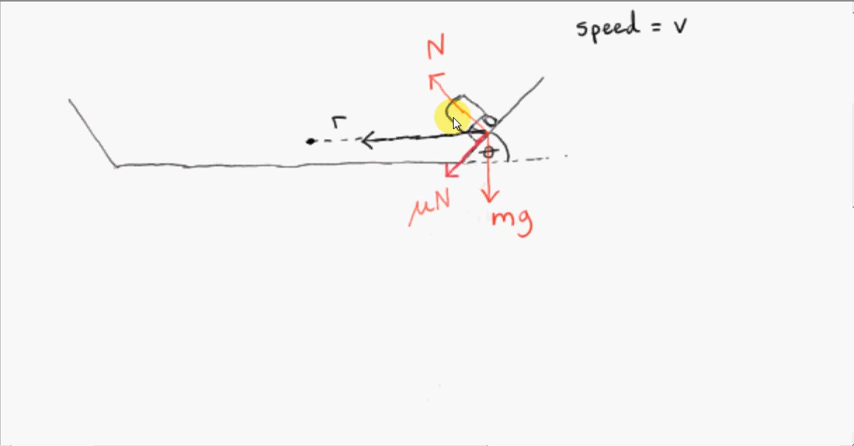 speed = v
N
r
θ
μN
mg